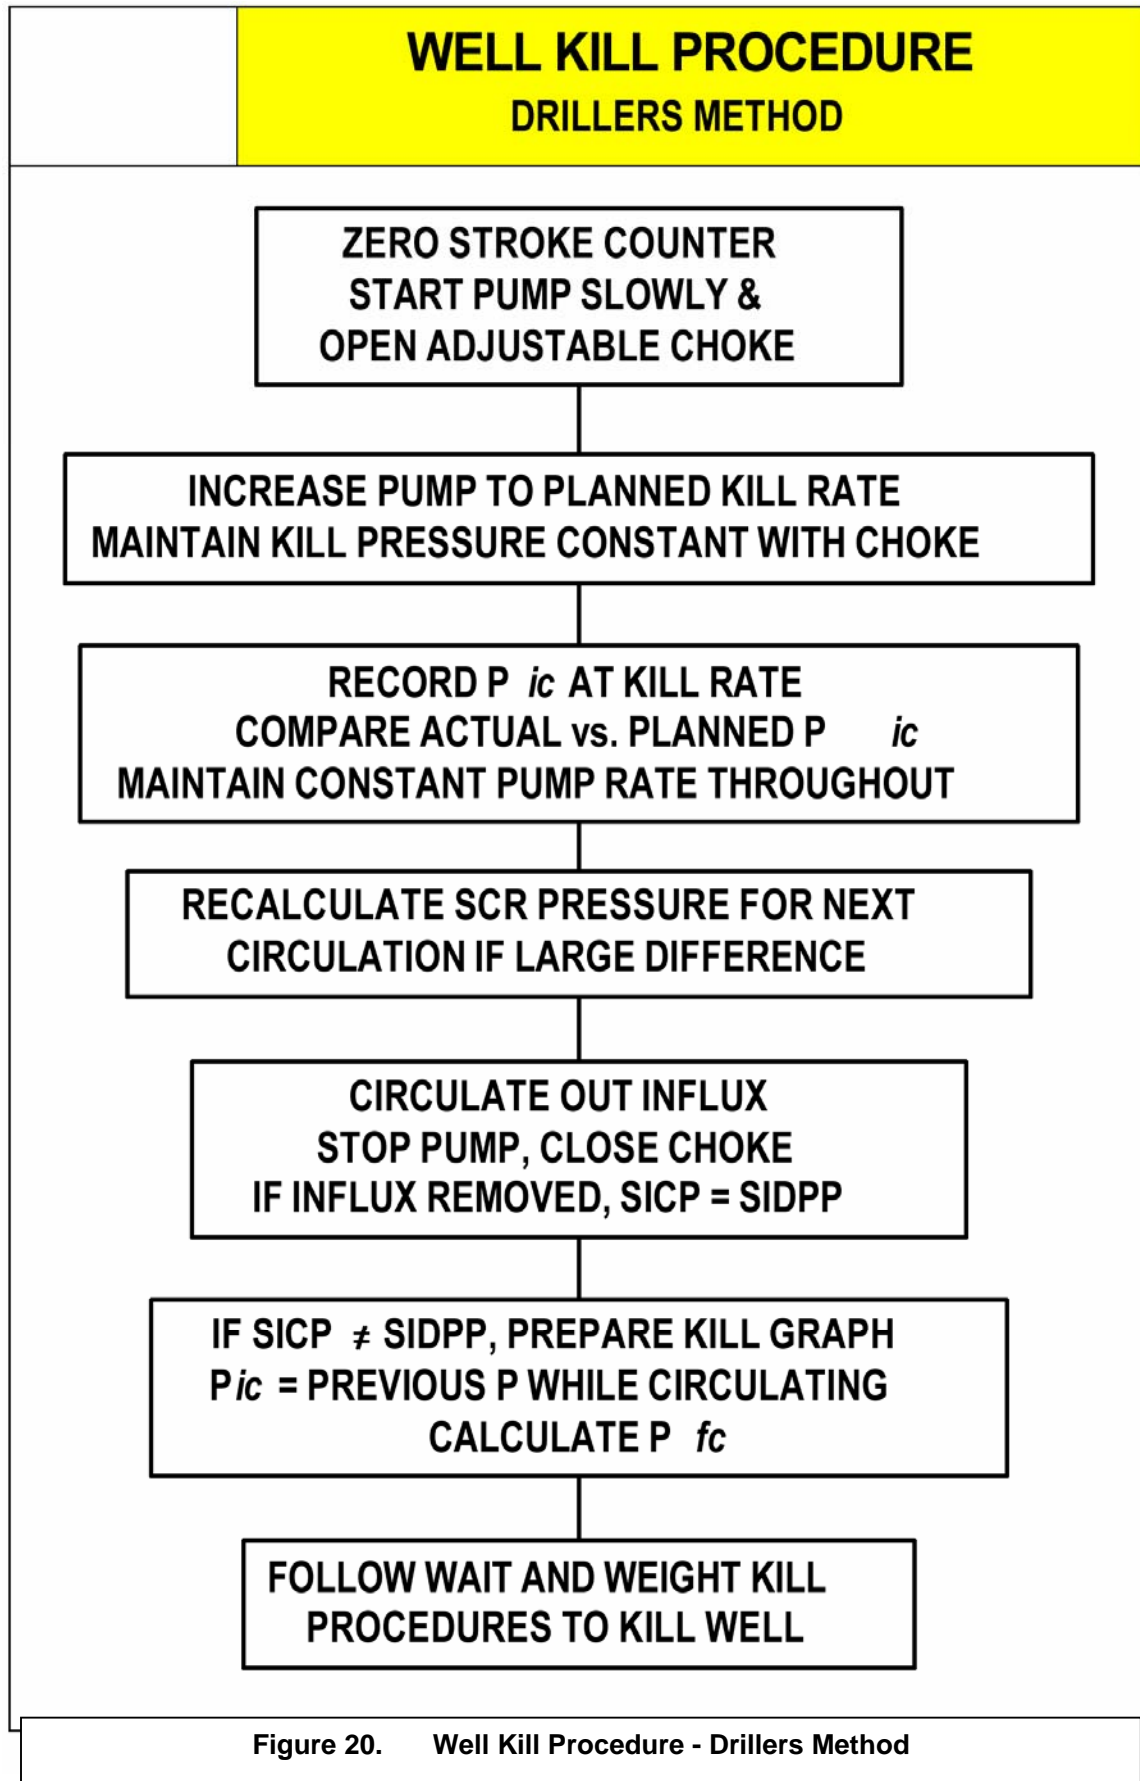 WELL KILL PROCEDURE
DRILLERS METHOD
ZERO STROKE COUNTER
START PUMP SLOWLY &
OPEN ADJUSTABLE CHOKE
INCREASE PUMP TO PLANNED KILL RATE
MAINTAIN KILL PRESSURE CONSTANT WITH CHOKE
RECORD P ic AT KILL RATE
COMPARE ACTUAL vs. PLANNED P ic
MAINTAIN CONSTANT PUMP RATE THROUGHOUT
RECALCULATE SCR PRESSURE FOR NEXT
CIRCULATION IF LARGE DIFFERENCE
CIRCULATE OUT INFLUX
STOP PUMP, CLOSE CHOKE
IF INFLUX REMOVED, SICP = SIDPP
IF SICP ≠ SIDPP, PREPARE KILL GRAPH
Pic = PREVIOUS P WHILE CIRCULATING
CALCULATE P fc
FOLLOW WAIT AND WEIGHT KILL
PROCEDURES TO KILL WELL
Figure 20. Well Kill Procedure - Drillers Method